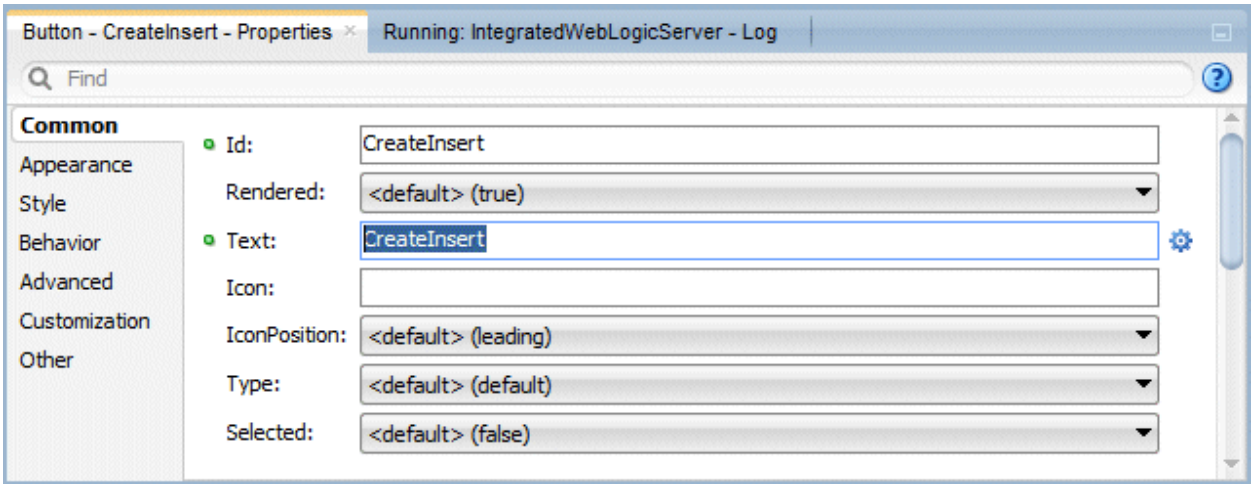 Button - CreateInsert - Properties × Running: IntegratedWebLogicServer - Log
Find ?
Common
Appearance
Style
Behavior
Advanced
Customization
Other
Id: CreateInsert
Rendered: <default> (true)
Text: CreateInsert
Icon:
IconPosition: <default> (leading)
Type: <default> (default)
Selected: <default> (false)